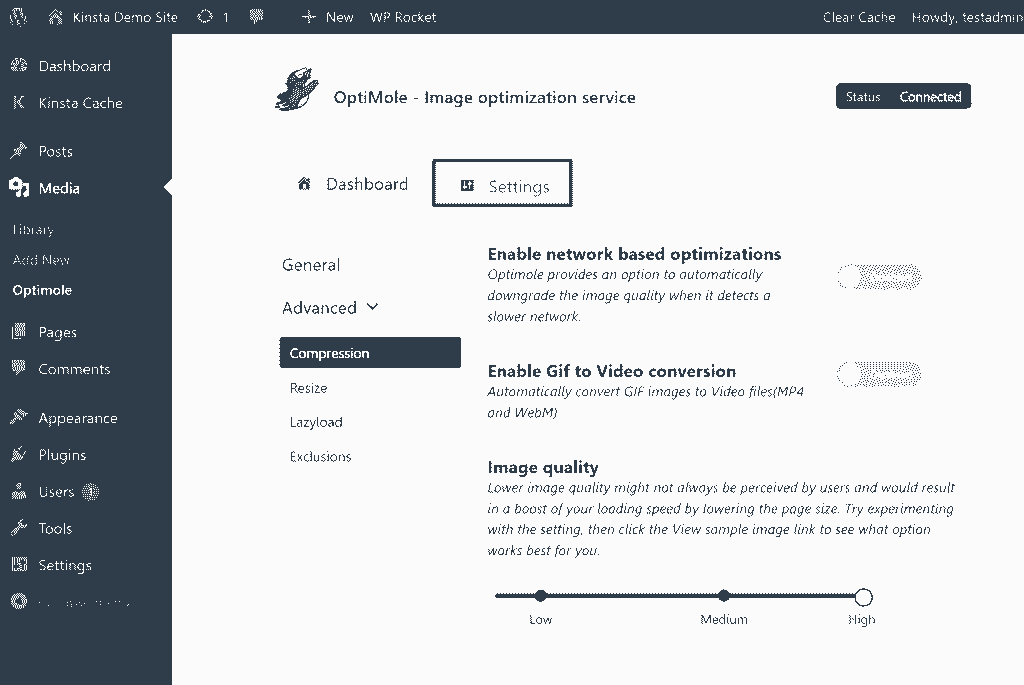 Kinsta Demo Site 1 New WP Rocket Clear Cache Howdy, testadmin
Dashboard
Kinsta Cache
Posts
Media
Library
Add New
Optimole
Pages
Comments
Appearance
Plugins
Users
Tools
Settings
OptiMole - Image optimization service
Status Connected
Dashboard Settings
General
Advanced
Compression
Resize
Lazyload
Exclusions
Enable network based optimizations
Optimole provides an option to automatically
downgrade the image quality when it detects a
slower network.
Enable Gif to Video conversion
Automatically convert GIF images to Video files(MP4
and WebM)
Image quality
Lower image quality might not always be perceived by users and would result
in a boost of your loading speed by lowering the page size. Try experimenting
with the setting, then click the View sample image link to see what option
works best for you.
Low Medium High